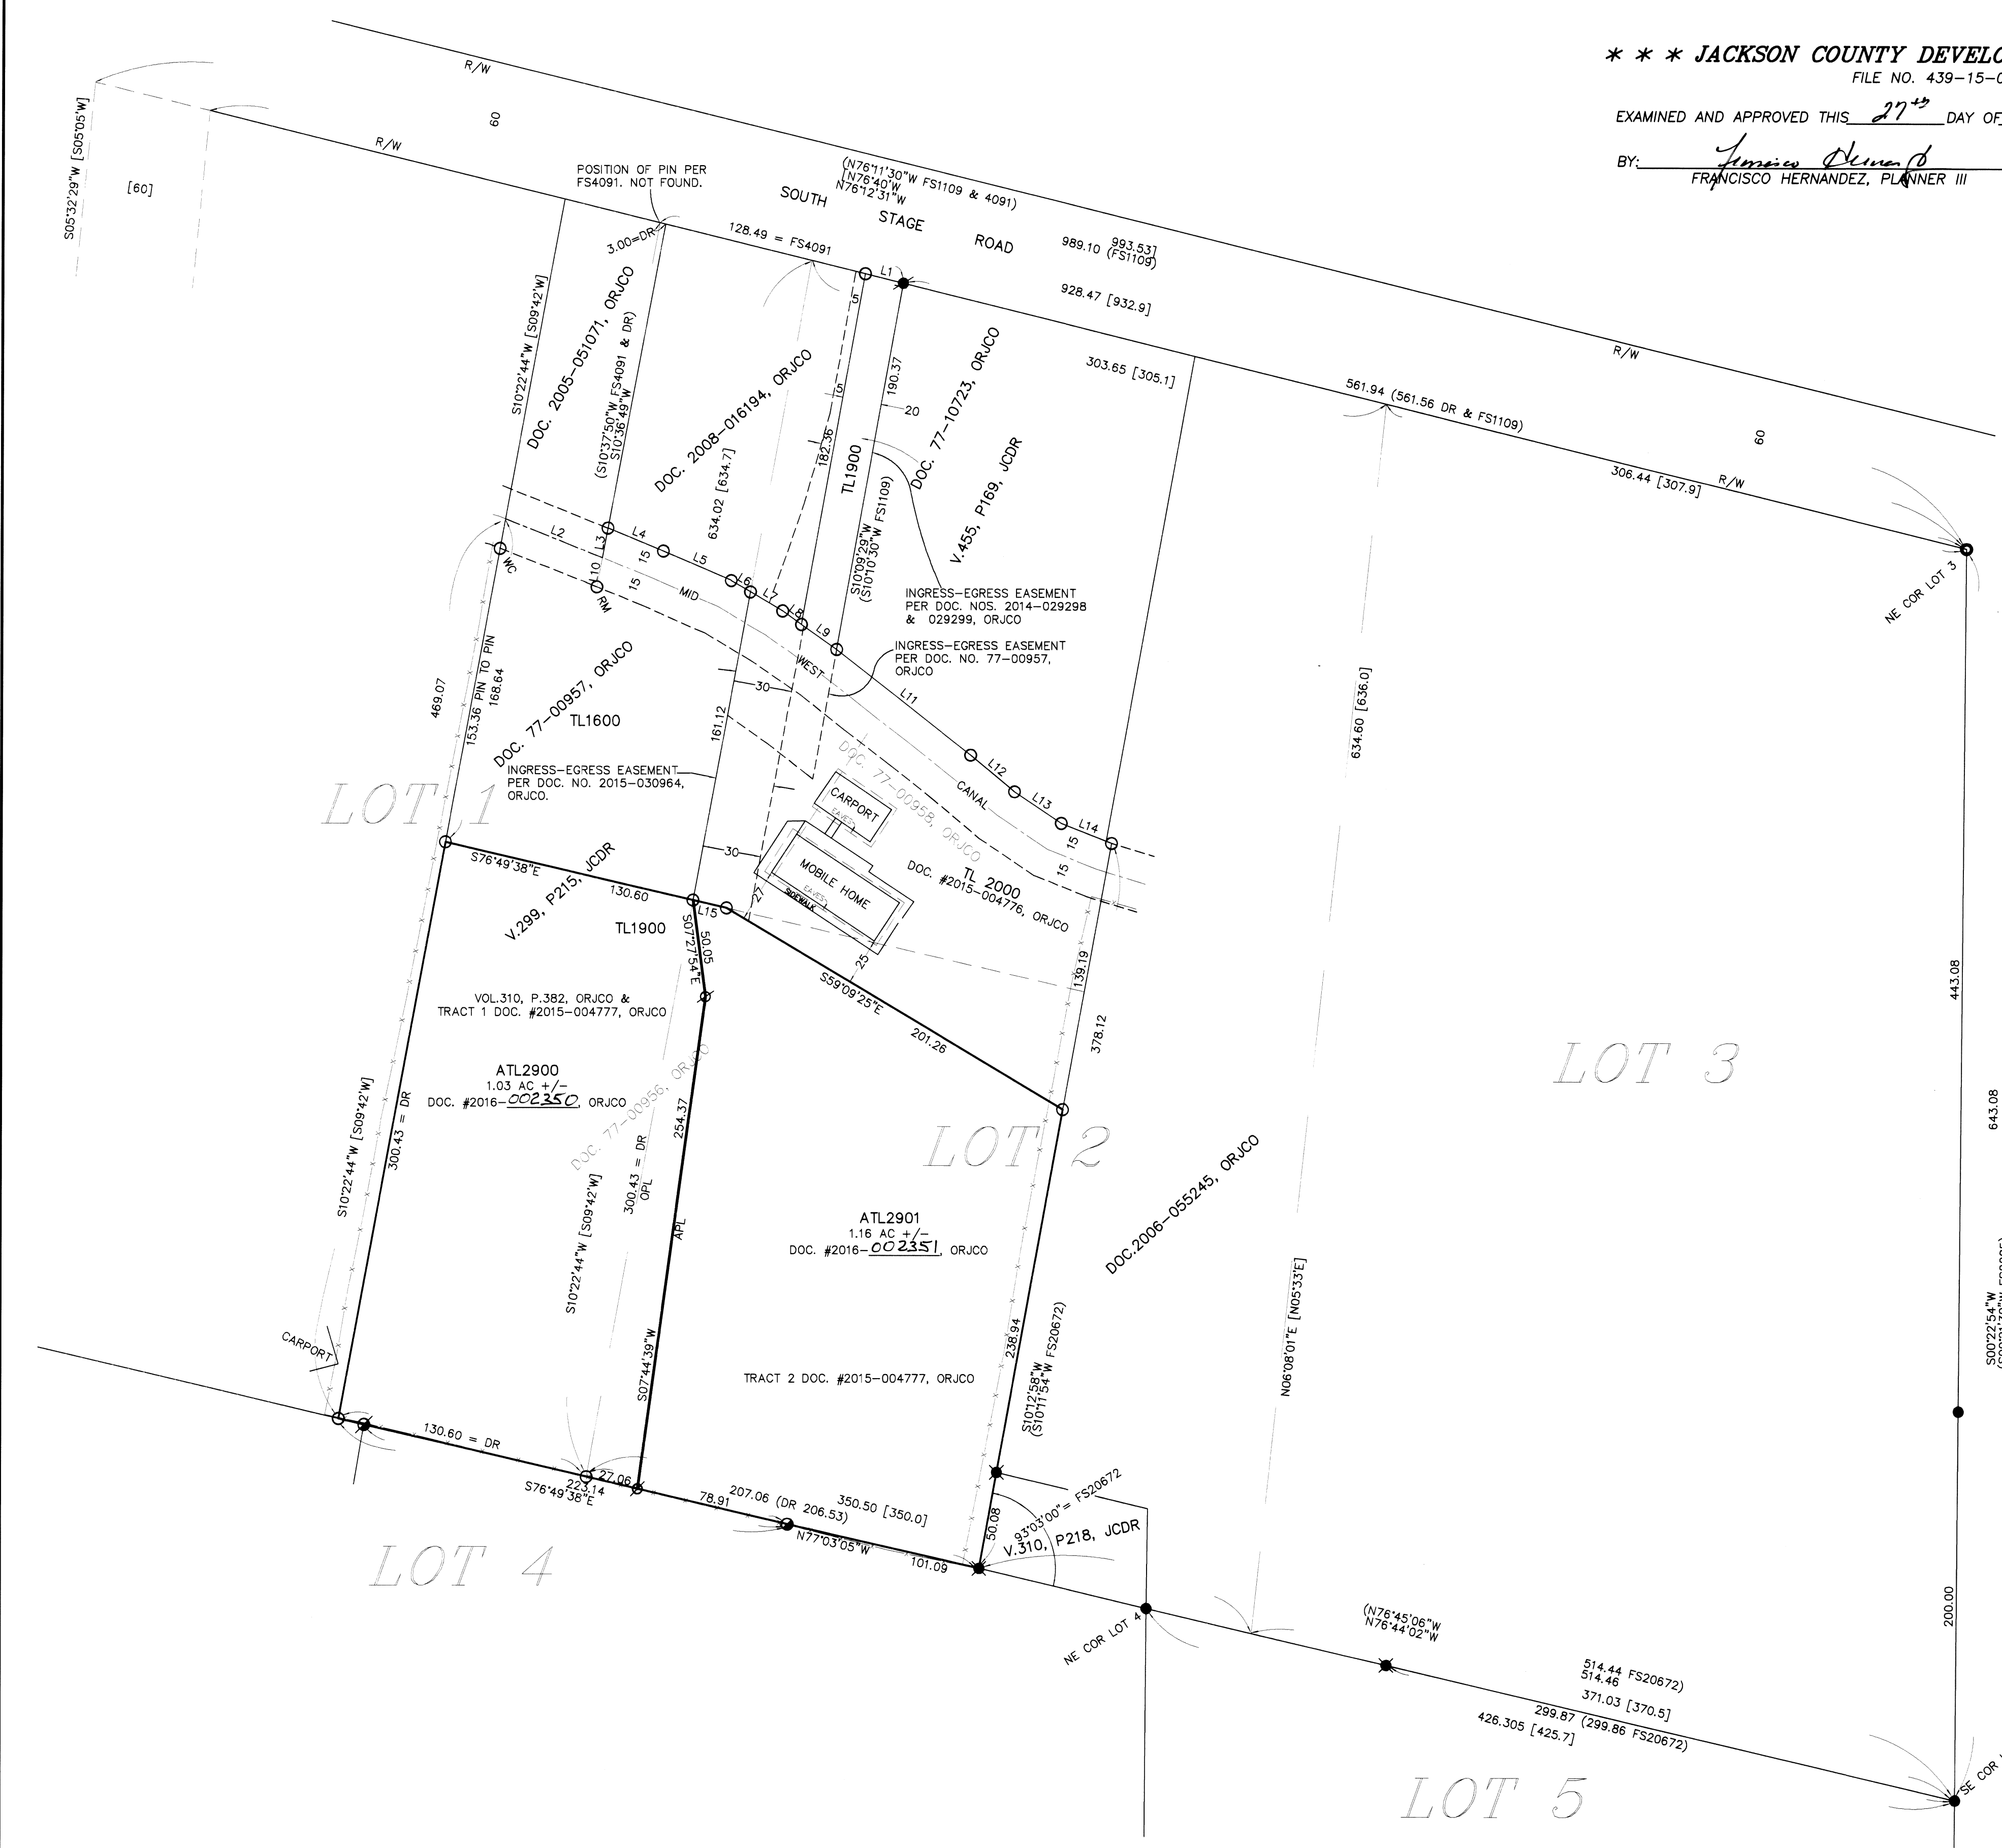 * * * JACKSON COUNTY DEVELO
FILE NO. 439-15-0
EXAMINED AND APPROVED THIS 27th DAY OF
BY:
FRANCISCO HERNANDEZ, PLANNER III
R/W
60
R/W
S05°32'29"W [S05°05'W]
[60]
POSITION OF PIN PER
FS4091. NOT FOUND.
3.00=DR
(N76°11'30"W FS1109 & 4091)
[N76°40'W
N76°12'31"W
SOUTH STAGE ROAD
993.53]
989.10 (FS1109)
128.49 = FS4091
L1
928.47 [932.9]
303.65 [305.1]
R/W
561.94 (561.56 DR & FS1109)
60
306.44 [307.9]
R/W
NE COR LOT 3
S10°22'44"W [S09°42'W]
DOC. 2005-051071, ORJCO
(S10°37'50"W FS4091 & DR)
S10°36'49"W
DOC. 2008-016194, ORJCO
634.02 [634.7]
5
5
182.36
TL1900
190.37
20
DOC. 77-10723, ORJCO
V.455, P169, JCDR
S10°09'29"W
(S10°10'30"W FS1109)
INGRESS-EGRESS EASEMENT
PER DOC. NOS. 2014-029298
& 029299, ORJCO
INGRESS-EGRESS EASEMENT
PER DOC. NO. 77-00957,
ORJCO
L2
L3
L4
L5
L6
L7
L8
L9
L10
L11
L12
L13
L14
15
15
WC
RM
MID
WEST
CANAL
15
15
469.07
153.36 PIN TO PIN
168.64
DOC. 77-00957, ORJCO
TL1600
161.12
30
INGRESS-EGRESS EASEMENT
PER DOC. NO. 2015-030964,
ORJCO.
LOT 1
DOC. 77-00958, ORJCO
CARPORT
EAVES
MOBILE HOME
EAVES
SIDEWALK
30
27
25
TL 2000
DOC. #2015-004776, ORJCO
139.19
378.12
634.60 [636.0]
S76°49'38"E
130.60
L15
V.299, P215, JCDR
TL1900
S07°27'54"E
50.05
S59°09'25"E
201.26
443.08
643.08
VOL.310, P.382, ORJCO &
TRACT 1 DOC. #2015-004777, ORJCO
ATL2900
1.03 AC +/-
DOC. #2016-002350, ORJCO
DOC. 77-00956, ORJCO
S10°22'44"W [S09°42'W]
300.43 = DR
254.37
300.43 = DR
OPL
S10°22'44"W [S09°42'W]
APL
S07°44'39"W
LOT 2
LOT 3
ATL2901
1.16 AC +/-
DOC. #2016-002351, ORJCO
DOC.2006-055245, ORJCO
N06°08'01"E [N05°33'E]
TRACT 2 DOC. #2015-004777, ORJCO
238.94
S10°12'58"W
(S10°11'54"W FS20672)
S00°22'54"W
CARPORT
130.60 = DR
27.06
223.14
S76°49'38"E
78.91
207.06 (DR 206.53)
350.50 [350.0]
N77°03'05"W
101.09
50.08
93°03'00"= FS20672
V.310, P218, JCDR
LOT 4
NE COR LOT 4
(N76°45'06"W
N76°44'02"W
514.44 FS20672)
514.46
371.03 [370.5]
299.87 (299.86 FS20672)
426.305 [425.7]
200.00
SE COR
LOT 5